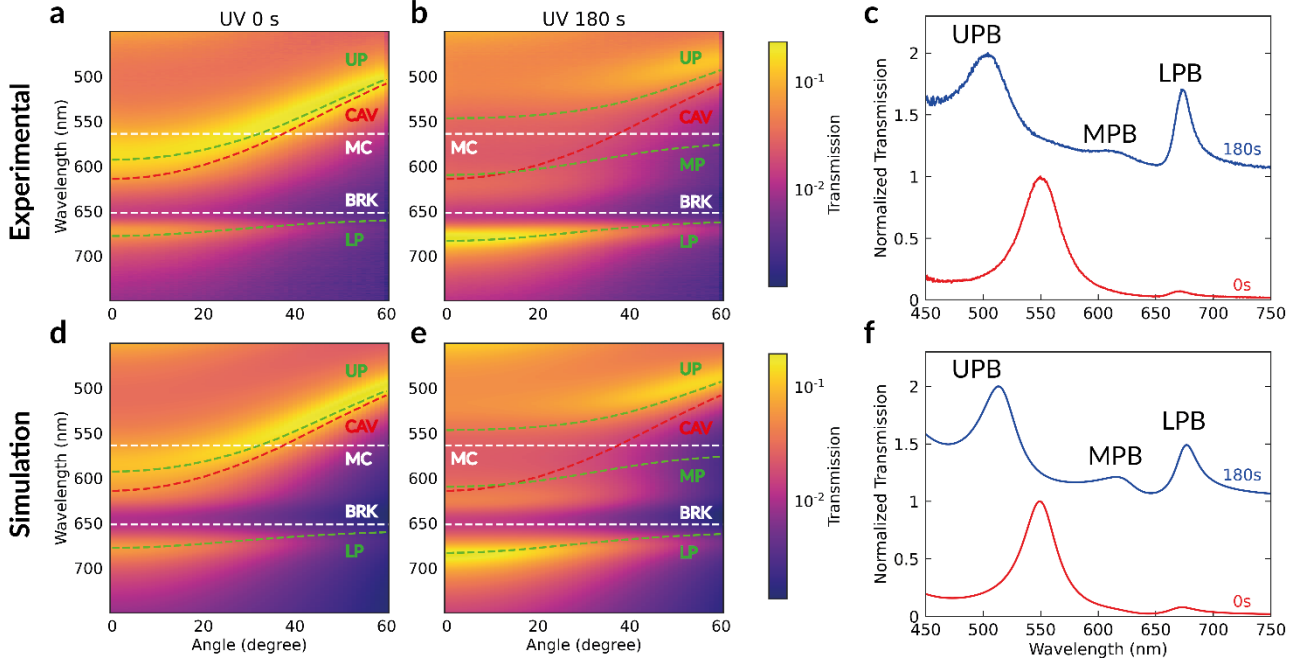 a UV 0 s
b UV 180 s
c
Experimental
Wavelength (nm)
500
550
600
650
700
UP
CAV
MC
BRK
LP
0 20 40 60
UP
CAV
MC
MP
BRK
LP
0 20 40 60
10⁻¹
10⁻²
Transmission
Normalized Transmission
2
1.5
1
0.5
0
UPB
MPB
LPB
180s
0s
450 500 550 600 650 700 750
d
e
f
Simulation
Wavelength (nm)
500
550
600
650
700
UP
CAV
MC
BRK
LP
0 20 40 60
Angle (degree)
UP
CAV
MC
MP
BRK
LP
0 20 40 60
Angle (degree)
10⁻¹
10⁻²
Transmission
Normalized Transmission
2
1.5
1
0.5
0
UPB
MPB
LPB
180s
0s
450 500 550 600 650 700 750
Wavelength (nm)